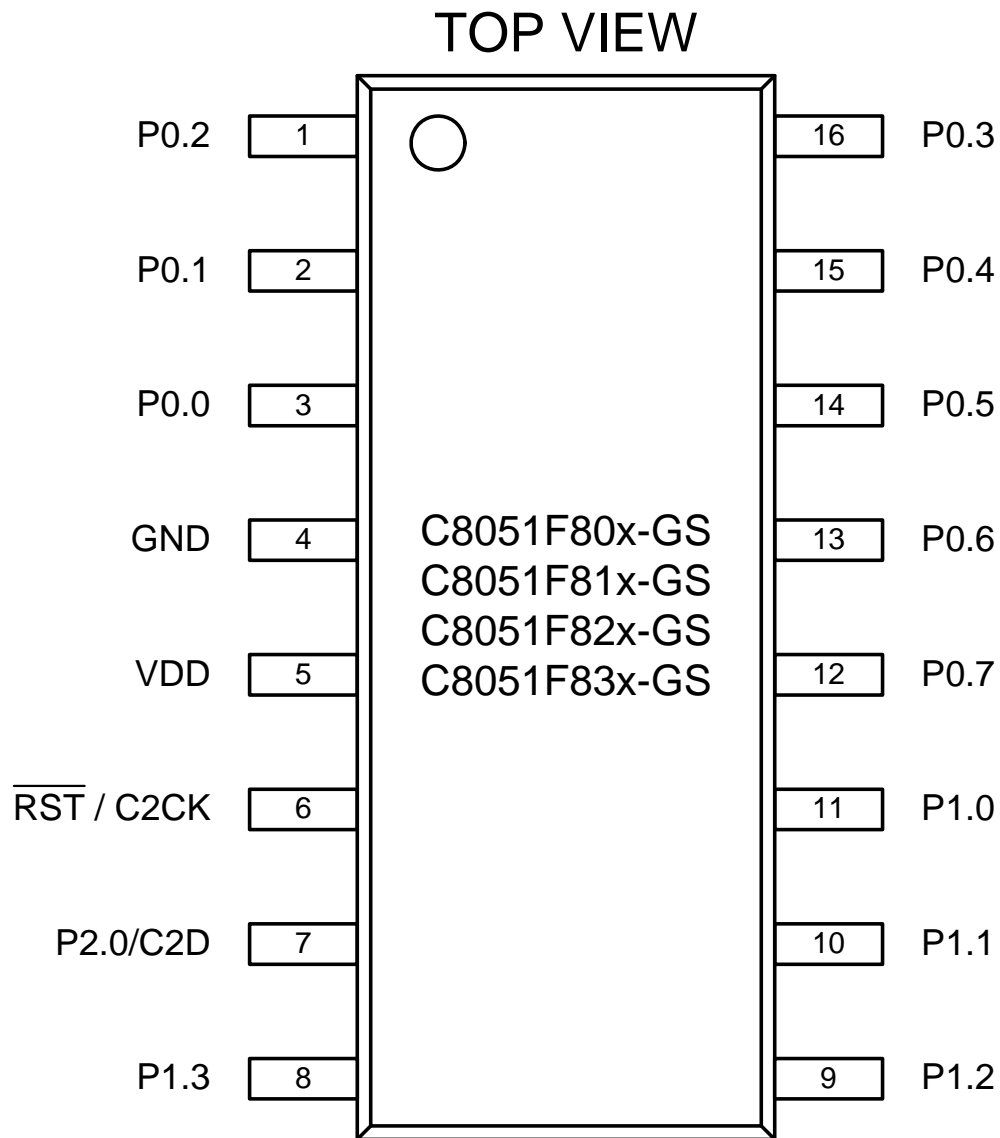 TOP VIEW
P0.2 1 16 P0.3
P0.1 2 15 P0.4
P0.0 3 14 P0.5
GND 4 13 P0.6
C8051F80x-GS
C8051F81x-GS
C8051F82x-GS
C8051F83x-GS
VDD 5 12 P0.7
RST / C2CK 6 11 P1.0
P2.0/C2D 7 10 P1.1
P1.3 8 9 P1.2